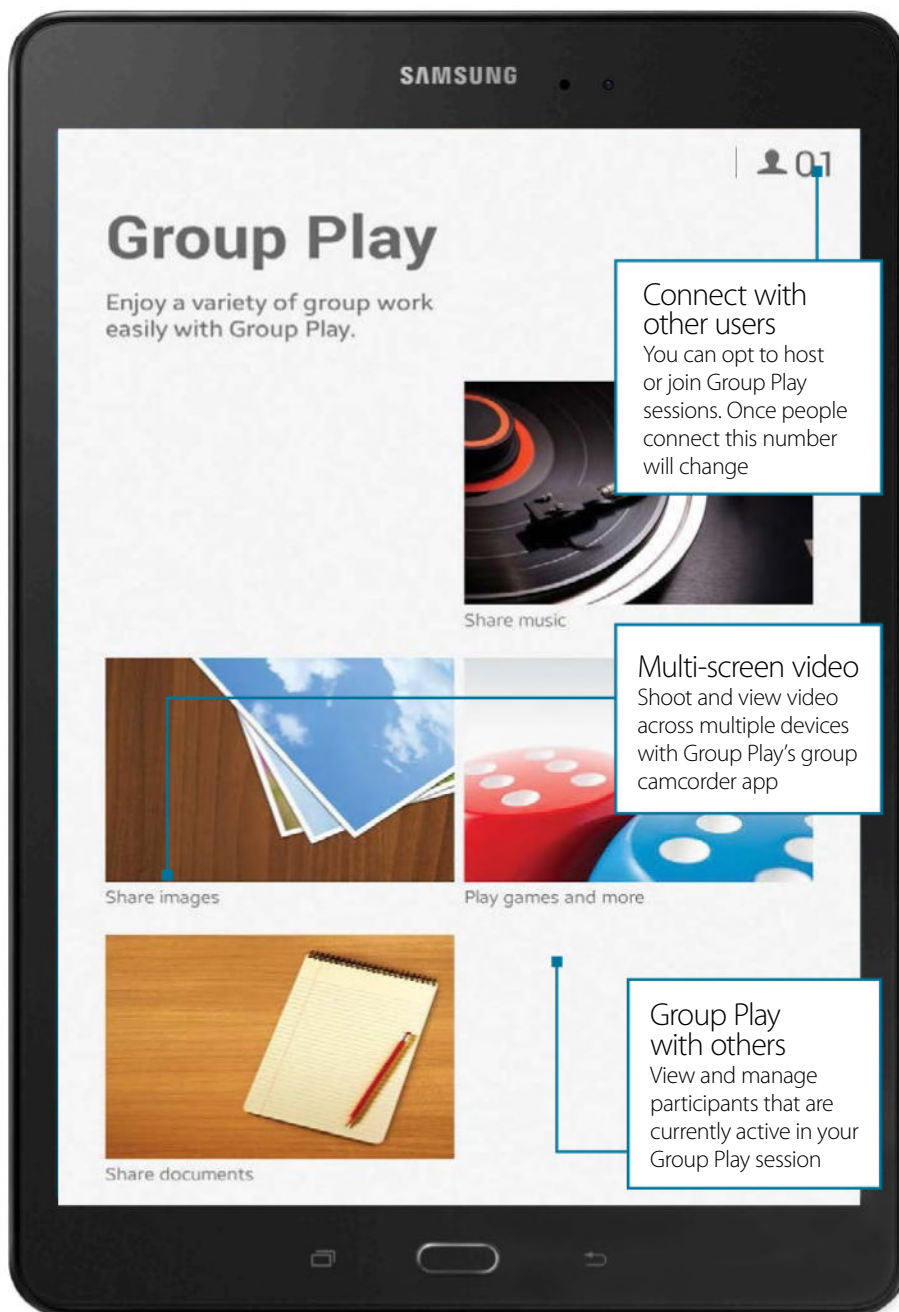 SAMSUNG
01
Group Play
Enjoy a variety of group work
easily with Group Play.
Connect with
other users
You can opt to host
or join Group Play
sessions. Once people
connect this number
will change
Share music
Multi-screen video
Shoot and view video
across multiple devices
with Group Play’s group
camcorder app
Share images
Play games and more
Group Play
with others
View and manage
participants that are
currently active in your
Group Play session
Share documents